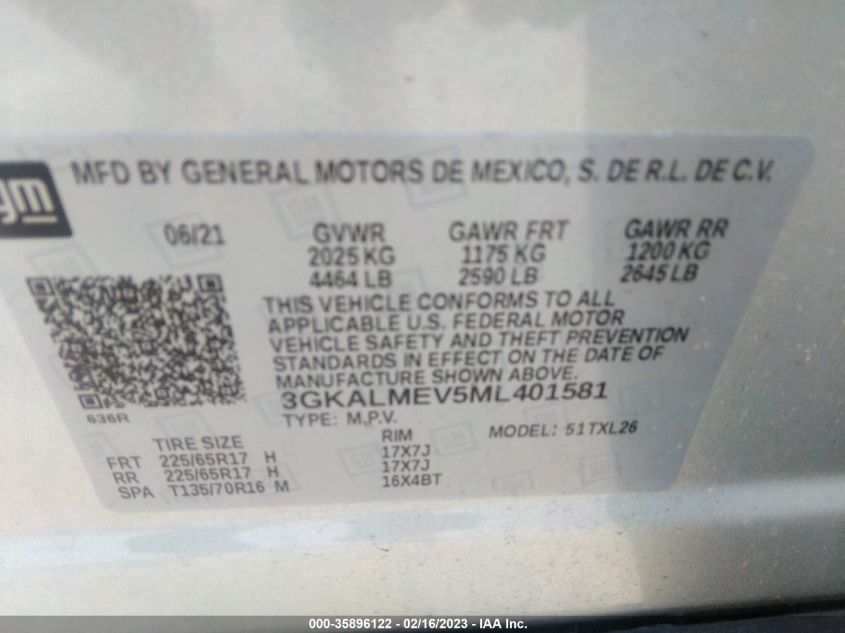 MFD BY GENERAL MOTORS DE MEXICO, S. DE R.L. DE C.V.
gm
06/21 GVWR GAWR FRT GAWR RR
2025 KG 1175 KG 1200 KG
4464 LB 2590 LB 2645 LB
THIS VEHICLE CONFORMS TO ALL
APPLICABLE U.S. FEDERAL MOTOR
VEHICLE SAFETY AND THEFT PREVENTION
STANDARDS IN EFFECT ON THE DATE OF
MANUFACTURE SHOWN ABOVE.
3GKALMEV5ML401581
636R
TYPE: M.P.V. MODEL: 51TXL26
TIRE SIZE RIM
FRT 225/65R17 H 17X7J
RR 225/65R17 H 17X7J
SPA T135/70R16 M 16X4BT
000-35896122 - 02/16/2023 - IAA Inc.